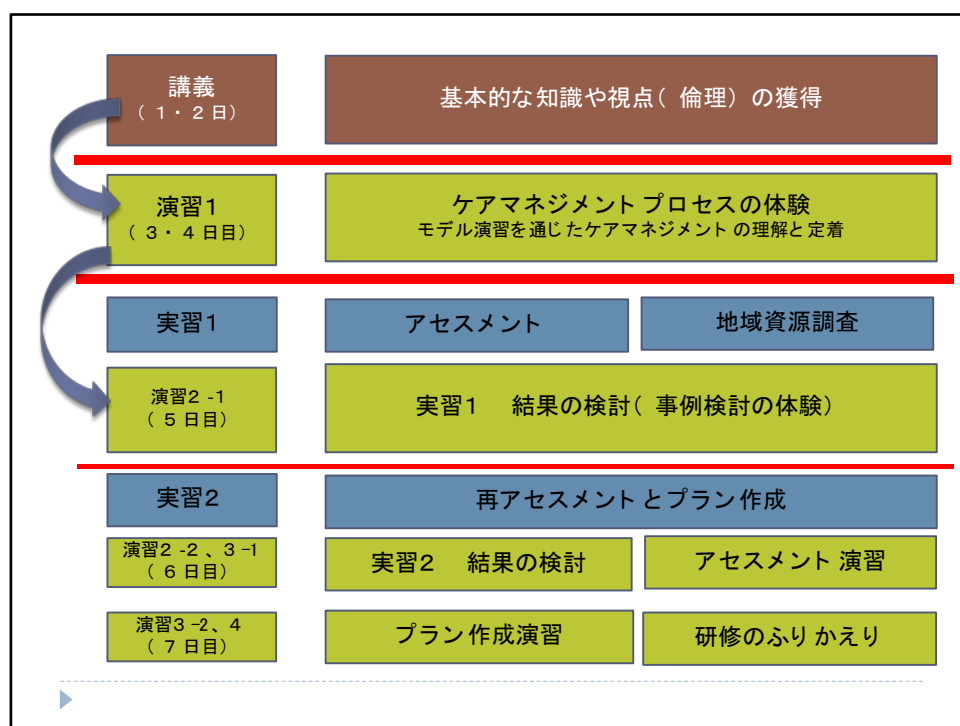 講義
（１・２日）
基本的な知識や視点（倫理）の獲得
演習１
（３・４日目）
ケアマネジメントプロセスの体験
モデル演習を通じたケアマネジメントの理解と定着
実習１
アセスメント
地域資源調査
演習２-１
（５日目）
実習１　結果の検討（事例検討の体験）
実習２
再アセスメントとプラン作成
演習２-２、３-１
（６日目）
実習２　結果の検討
アセスメント演習
演習３-２、４
（７日目）
プラン作成演習
研修のふりかえり